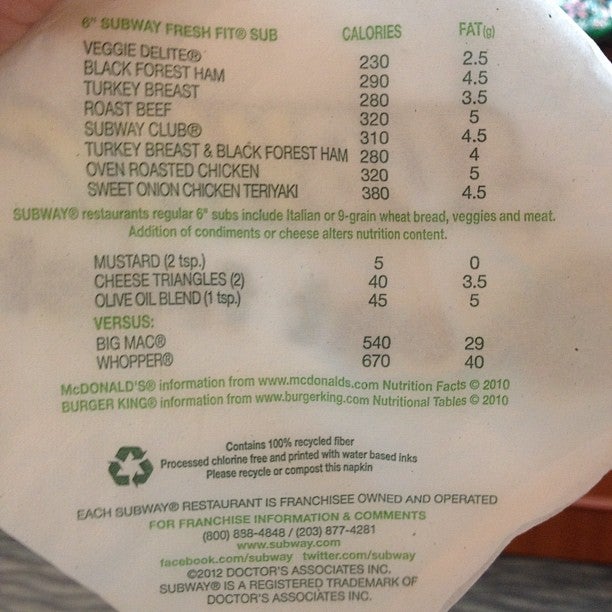 6" SUBWAY FRESH FIT® SUB CALORIES FAT(g)
VEGGIE DELITE® 230 2.5
BLACK FOREST HAM 290 4.5
TURKEY BREAST 280 3.5
ROAST BEEF 320 5
SUBWAY CLUB® 310 4.5
TURKEY BREAST & BLACK FOREST HAM 280 4
OVEN ROASTED CHICKEN 320 5
SWEET ONION CHICKEN TERIYAKI 380 4.5
SUBWAY® restaurants regular 6" subs include Italian or 9-grain wheat bread, veggies and meat.
Addition of condiments or cheese alters nutrition content.
MUSTARD (2 tsp.) 5 0
CHEESE TRIANGLES (2) 40 3.5
OLIVE OIL BLEND (1 tsp.) 45 5
VERSUS:
BIG MAC® 540 29
WHOPPER® 670 40
McDONALD'S® information from www.mcdonalds.com Nutrition Facts © 2010
BURGER KING® information from www.burgerking.com Nutritional Tables © 2010
Contains 100% recycled fiber
Processed chlorine free and printed with water based inks
Please recycle or compost this napkin
EACH SUBWAY® RESTAURANT IS FRANCHISEE OWNED AND OPERATED
FOR FRANCHISE INFORMATION & COMMENTS
(800) 888-4848 / (203) 877-4281
www.subway.com
facebook.com/subway twitter.com/subway
©2012 DOCTOR'S ASSOCIATES INC.
SUBWAY® IS A REGISTERED TRADEMARK OF
DOCTOR'S ASSOCIATES INC.